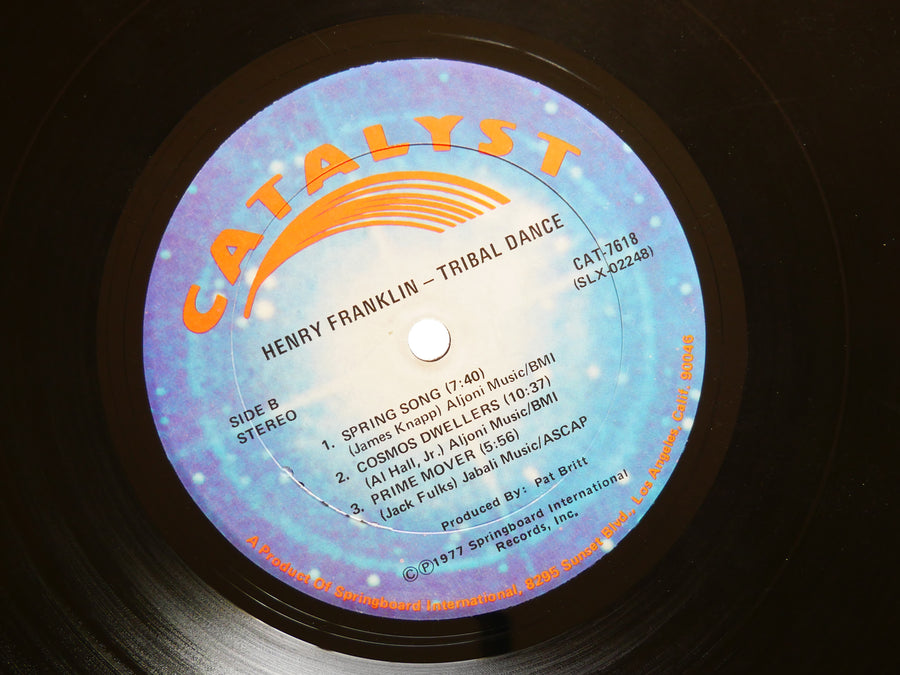 CATALYST
HENRY FRANKLIN – TRIBAL DANCE
CAT-7618
(SLX-02248)
SIDE B
STEREO
1. SPRING SONG (7:40)
(James Knapp) Aljoni Music/BMI
2. COSMOS DWELLERS (10:37)
(Al Hall, Jr.) Aljoni Music/BMI
3. PRIME MOVER (5:56)
(Jack Fulks) Jabali Music/ASCAP
Produced By: Pat Britt
©℗1977 Springboard International
Records, Inc.
A Product Of Springboard International, 8295 Sunset Blvd., Los Angeles, Calif. 90046